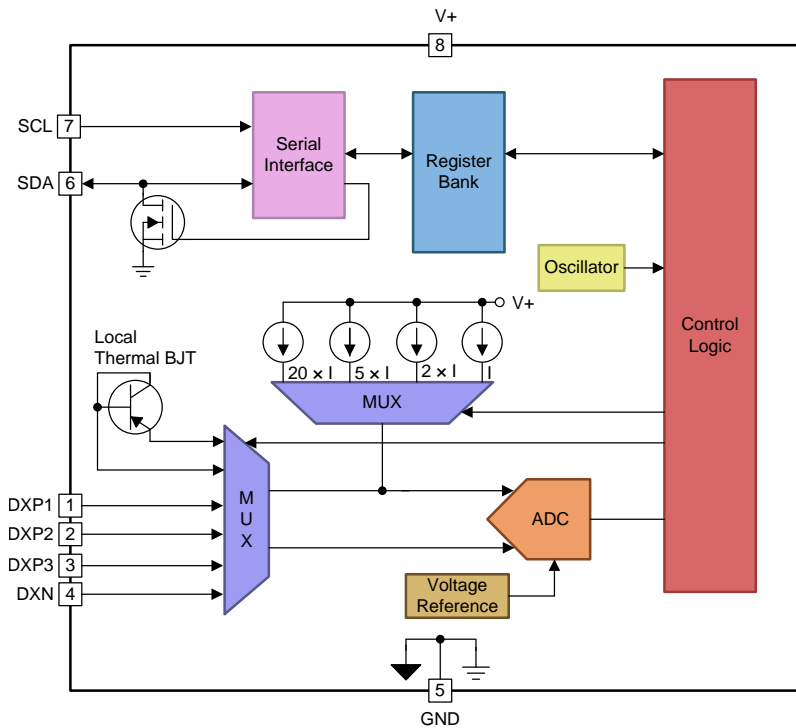 V+
8
SCL
7
SDA
6
Serial
Interface
Register
Bank
Oscillator
Control
Logic
V+
20 × I
5 × I
2 × I
I
MUX
Local
Thermal BJT
DXP1
1
DXP2
2
DXP3
3
DXN
4
M
U
X
ADC
Voltage
Reference
5
GND